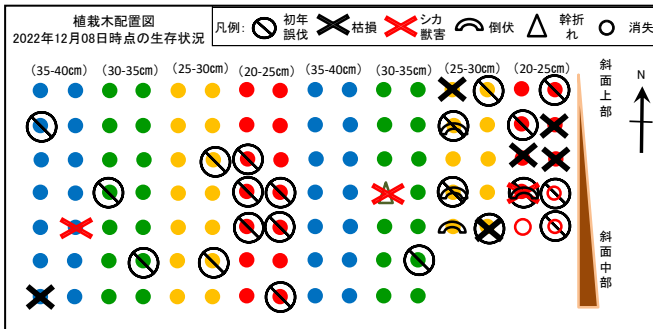 植栽木配置図
2022年12月08日時点の生存状況
凡例: 初年誤伐 枯損 シカ獣害 倒伏 幹折れ 消失
(35-40㎝) (30-35㎝) (25-30㎝) (20-25㎝) (35-40㎝) (30-35㎝) (25-30㎝) (20-25㎝)
斜面上部
N
斜面中部